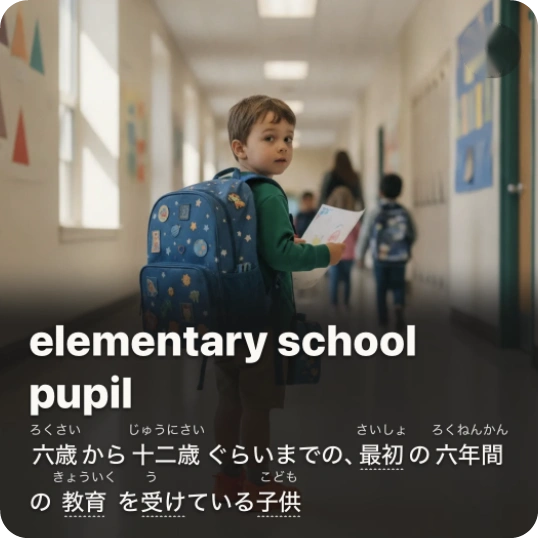 elementary school
pupil
ろくさい じゅうにさい さいしょ ろくねんかん
六歳から十二歳ぐらいまでの、最初の六年間
きょういく う こども
の教育を受けている子供